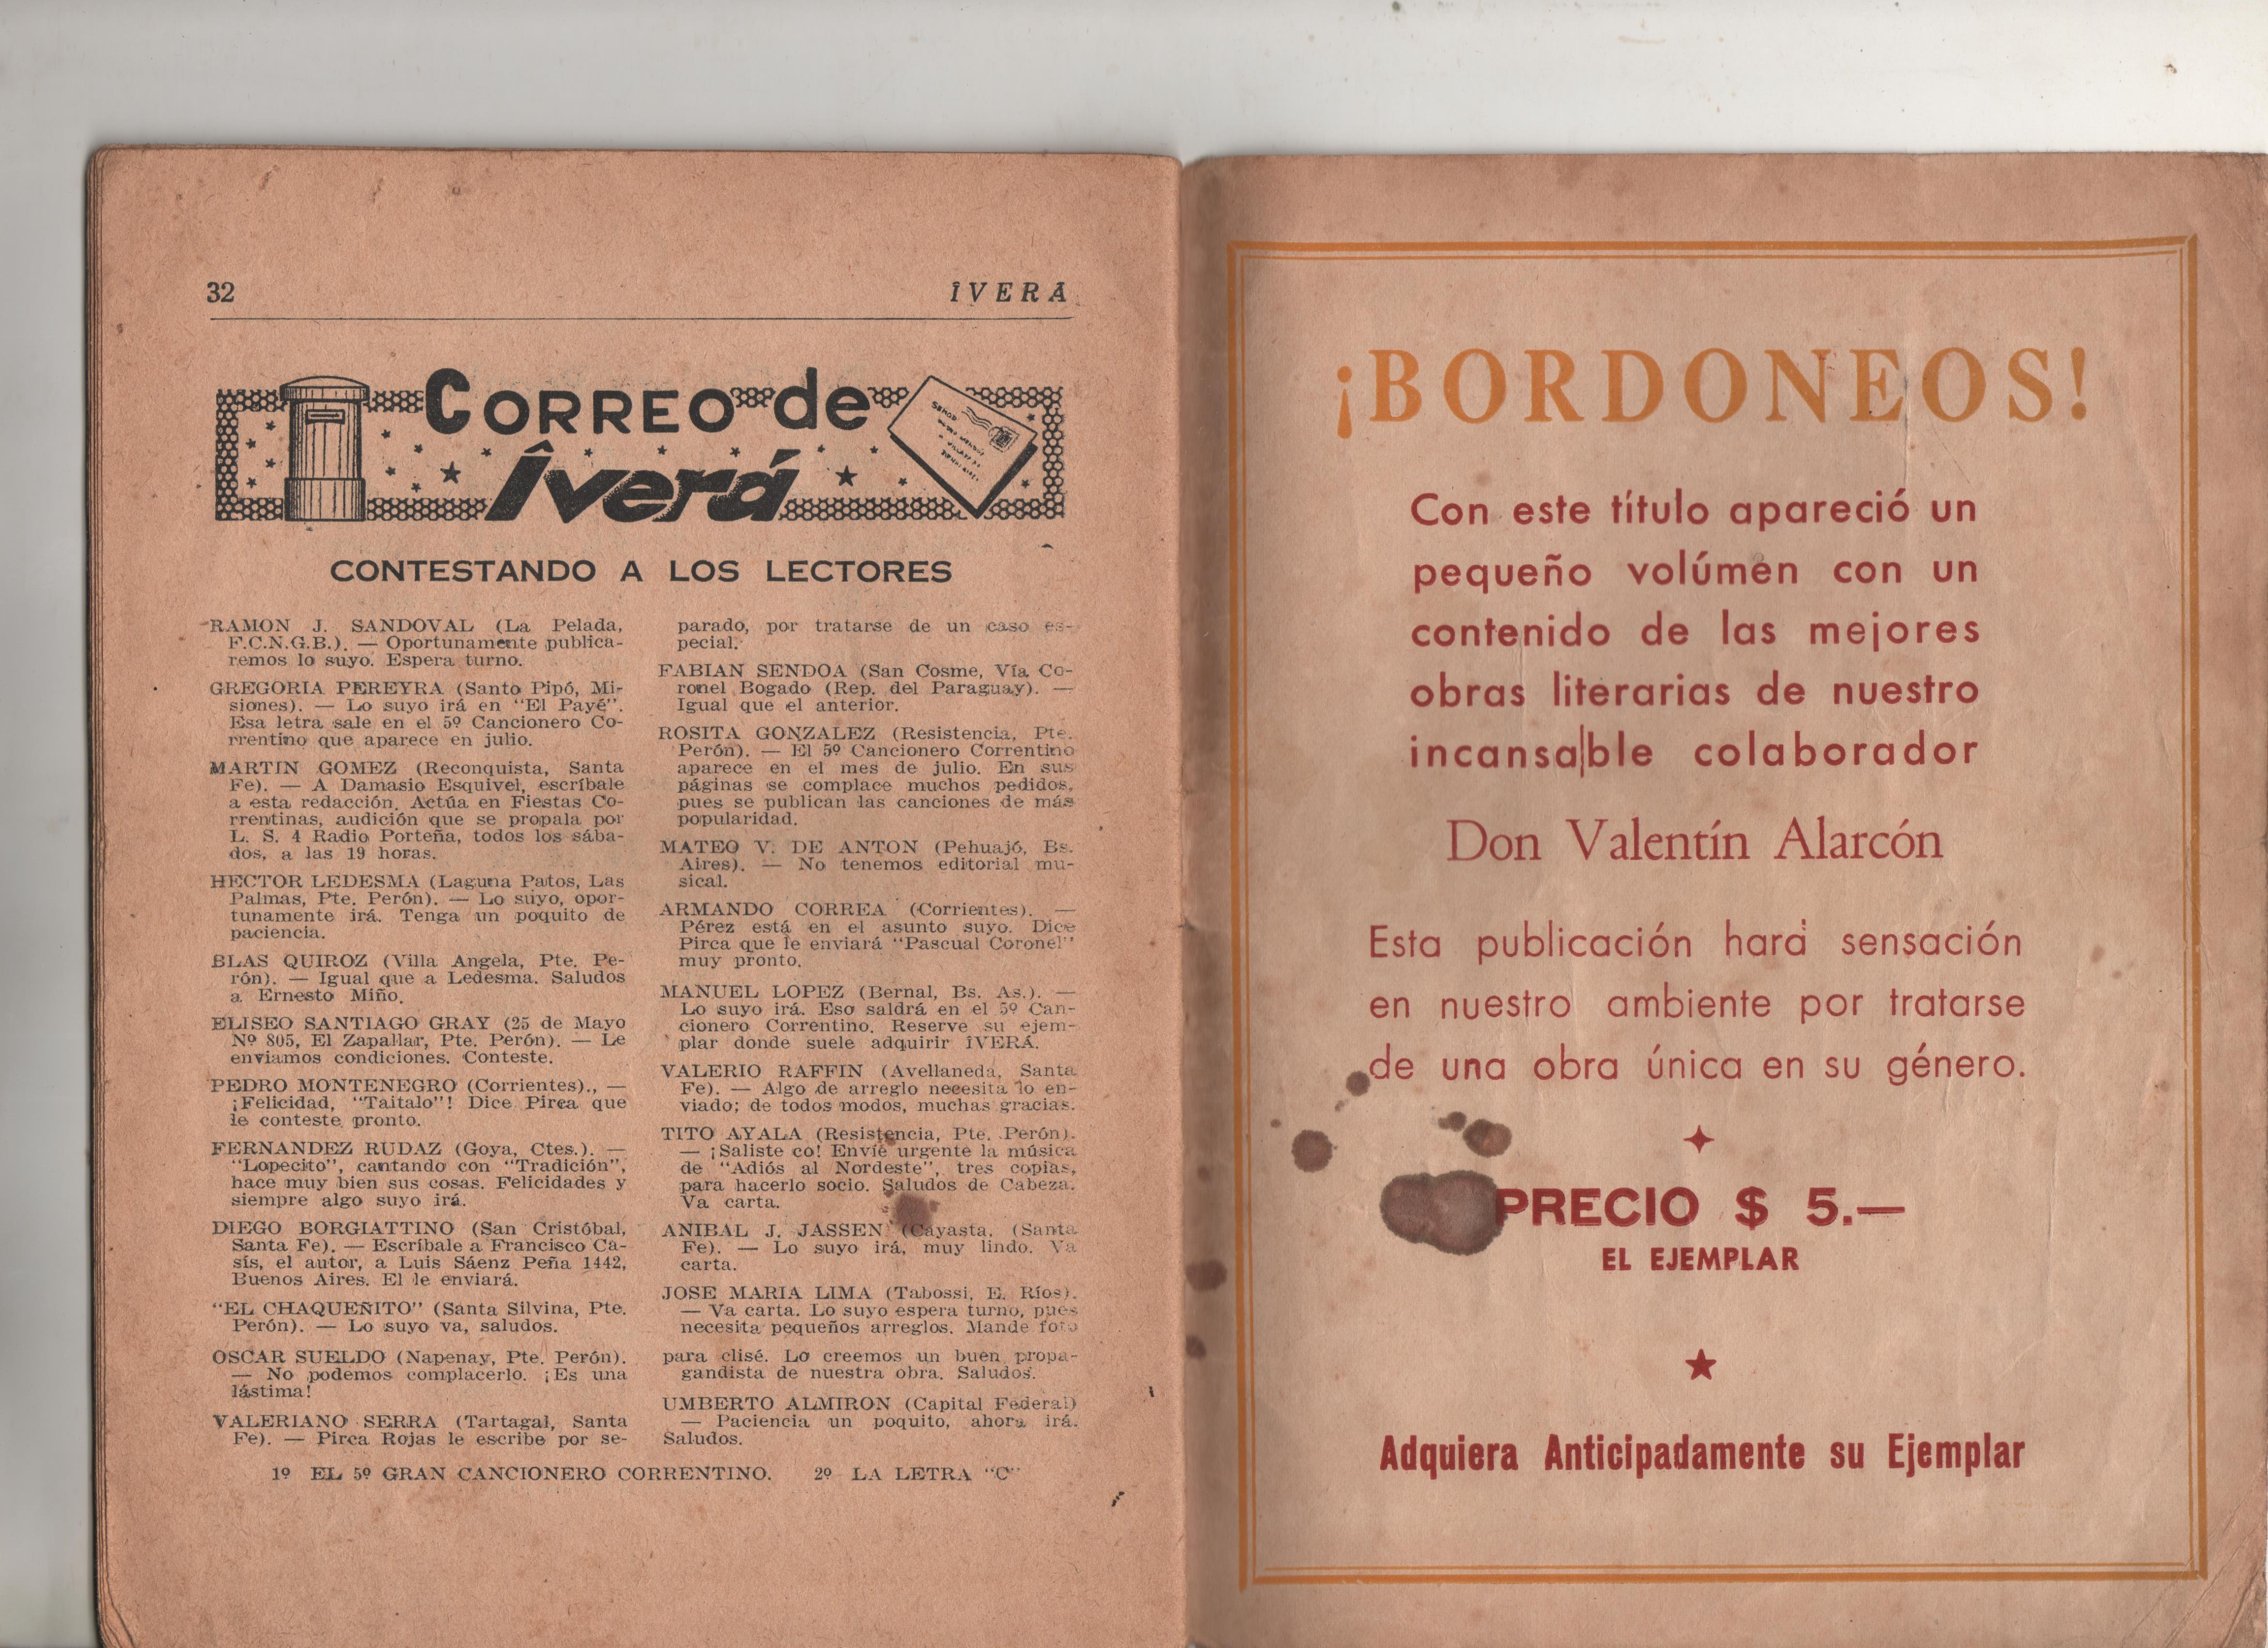 32
ÎVERÁ
CORREO de
Îverá
SEÑOR
CONTESTANDO A LOS LECTORES
RAMON J. SANDOVAL (La Pelada,
F.C.N.G.B.). — Oportunamente publica-
remos lo suyo. Espera turno.
GREGORIA PEREYRA (Santo Pipó, Mi-
siones). — Lo suyo irá en "El Payé".
Esa letra sale en el 5º Cancionero Co-
rrentino que aparece en julio.
MARTIN GOMEZ (Reconquista, Santa
Fe). — A Damasio Esquivel, escríbale
a esta redacción. Actúa en Fiestas Co-
rrentinas, audición que se propala por
L. S. 4 Radio Porteña, todos los sába-
dos, a las 19 horas.
HECTOR LEDESMA (Laguna Patos, Las
Palmas, Pte. Perón). — Lo suyo, opor-
tunamente irá. Tenga un poquito de
paciencia.
BLAS QUIROZ (Villa Angela, Pte. Pe-
rón). — Igual que a Ledesma. Saludos
a Ernesto Miño.
ELISEO SANTIAGO GRAY (25 de Mayo
Nº 805, El Zapallar, Pte. Perón). — Le
enviamos condiciones. Conteste.
PEDRO MONTENEGRO (Corrientes)., —
¡Felicidad, "Taitalo"! Dice Pirca que
le conteste pronto.
FERNANDEZ RUDAZ (Goya, Ctes.). —
"Lopecito", cantando con "Tradición",
hace muy bien sus cosas. Felicidades y
siempre algo suyo irá.
DIEGO BORGIATTINO (San Cristóbal,
Santa Fe). — Escríbale a Francisco Ca-
sis, el autor, a Luis Sáenz Peña 1442,
Buenos Aires. El le enviará.
"EL CHAQUEÑITO" (Santa Silvina, Pte.
Perón). — Lo suyo va, saludos.
OSCAR SUELDO (Napenay, Pte. Perón).
— No podemos complacerlo. ¡Es una
lástima!
VALERIANO SERRA (Tartagal, Santa
Fe). — Pirca Rojas le escribe por se-
parado, por tratarse de un caso es-
pecial.
FABIAN SENDOA (San Cosme, Vía Co-
ronel Bogado (Rep. del Paraguay). —
Igual que el anterior.
ROSITA GONZALEZ (Resistencia, Pte.
Perón). — El 5º Cancionero Correntino
aparece en el mes de julio. En sus
páginas se complace muchos pedidos,
pues se publican las canciones de más
popularidad.
MATEO V. DE ANTON (Pehuajó, Bs.
Aires). — No tenemos editorial mu-
sical.
ARMANDO CORREA (Corrientes). —
Pérez está en el asunto suyo. Dice
Pirca que le enviará "Pascual Coronel"
muy pronto.
MANUEL LOPEZ (Bernal, Bs. As.). —
Lo suyo irá. Eso saldrá en el 5º Can-
cionero Correntino. Reserve su ejem-
plar donde suele adquirir ÎVERÁ.
VALERIO RAFFIN (Avellaneda, Santa
Fe). — Algo de arreglo necesita lo en-
viado; de todos modos, muchas gracias.
TITO AYALA (Resistencia, Pte. Perón).
— ¡Saliste co! Envíe urgente la música
de "Adiós al Nordeste", tres copias,
para hacerlo socio. Saludos de Cabeza.
Va carta.
ANIBAL J. JASSEN (Cayasta, (Santa
Fe). — Lo suyo irá, muy lindo. Va
carta.
JOSE MARIA LIMA (Tabossi, E. Ríos).
— Va carta. Lo suyo espera turno, pues
necesita pequeños arreglos. Mande foto
para clisé. Lo creemos un buen propa-
gandista de nuestra obra. Saludos.
UMBERTO ALMIRON (Capital Federal)
— Paciencia un poquito, ahora irá.
Saludos.
1º EL 5º GRAN CANCIONERO CORRENTINO. 2º LA LETRA "C"
¡BORDONEOS!
Con este título apareció un
pequeño volúmen con un
contenido de las mejores
obras literarias de nuestro
incansable colaborador
Don Valentín Alarcón
Esta publicación hará sensación
en nuestro ambiente por tratarse
de una obra única en su género.
PRECIO $ 5.—
EL EJEMPLAR
Adquiera Anticipadamente su Ejemplar